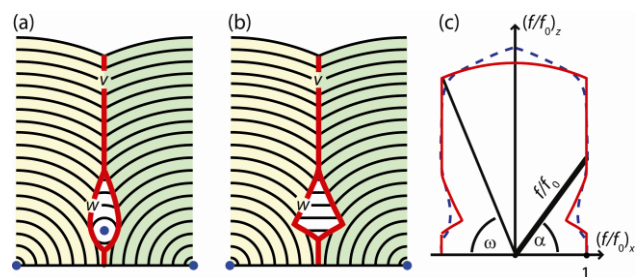 (a)
v
w
(b)
v
w
(c)
(f/f₀)z
f/f₀
ω
α
(f/f₀)x
1